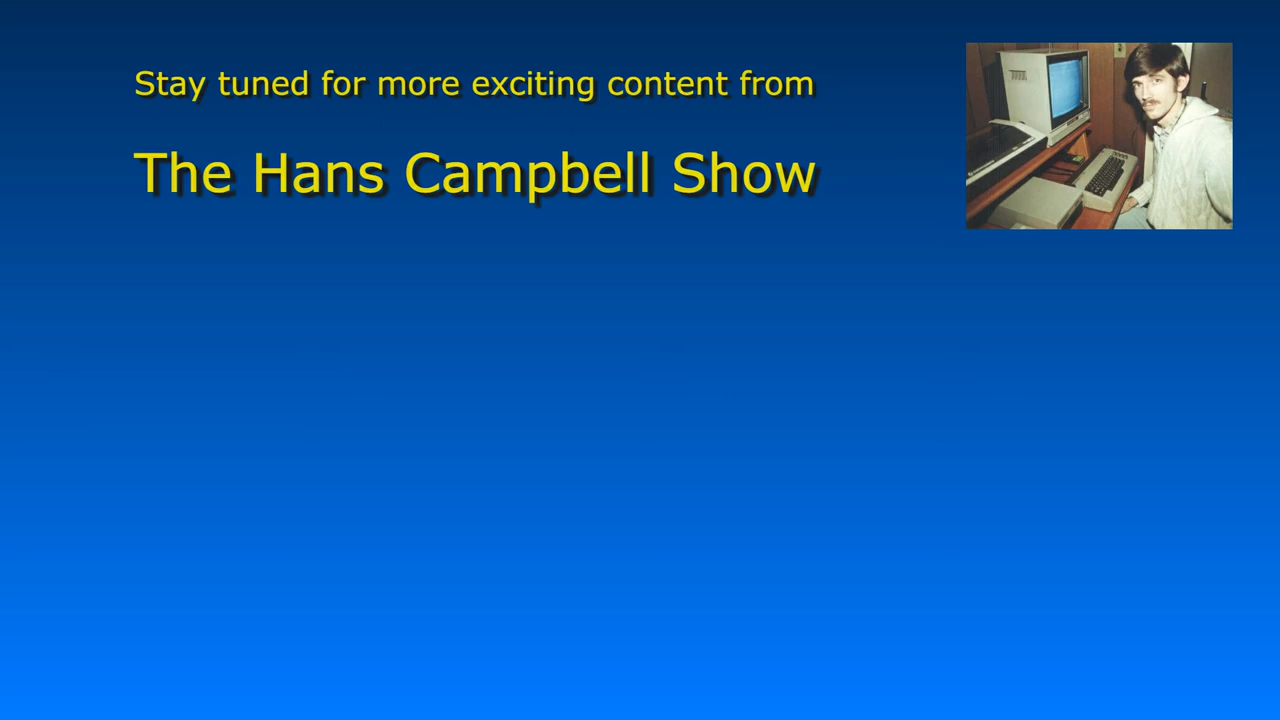 Stay tuned for more exciting content from
The Hans Campbell Show